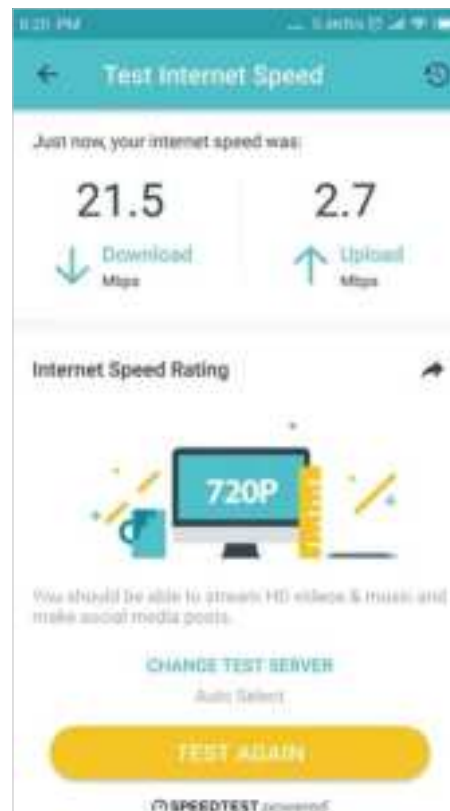 Test Internet Speed
Just now, your internet speed was:
21.5
2.7
Download
Mbps
Upload
Mbps
Internet Speed Rating
720P
You should be able to stream HD videos & music and
make social media posts.
CHANGE TEST SERVER
Auto Select
TEST AGAIN
SPEEDTEST powered